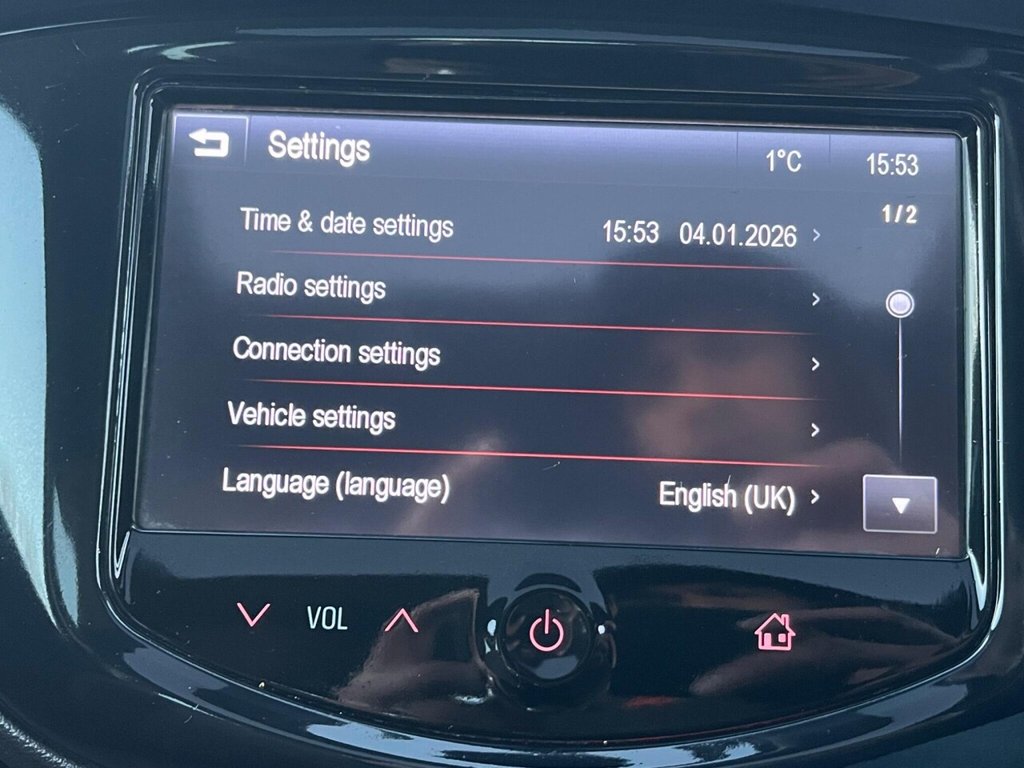 Settings 1°C 15:53
1/2
Time & date settings 15:53 04.01.2026 >
Radio settings >
Connection settings >
Vehicle settings >
Language (language) English (UK) >
VOL